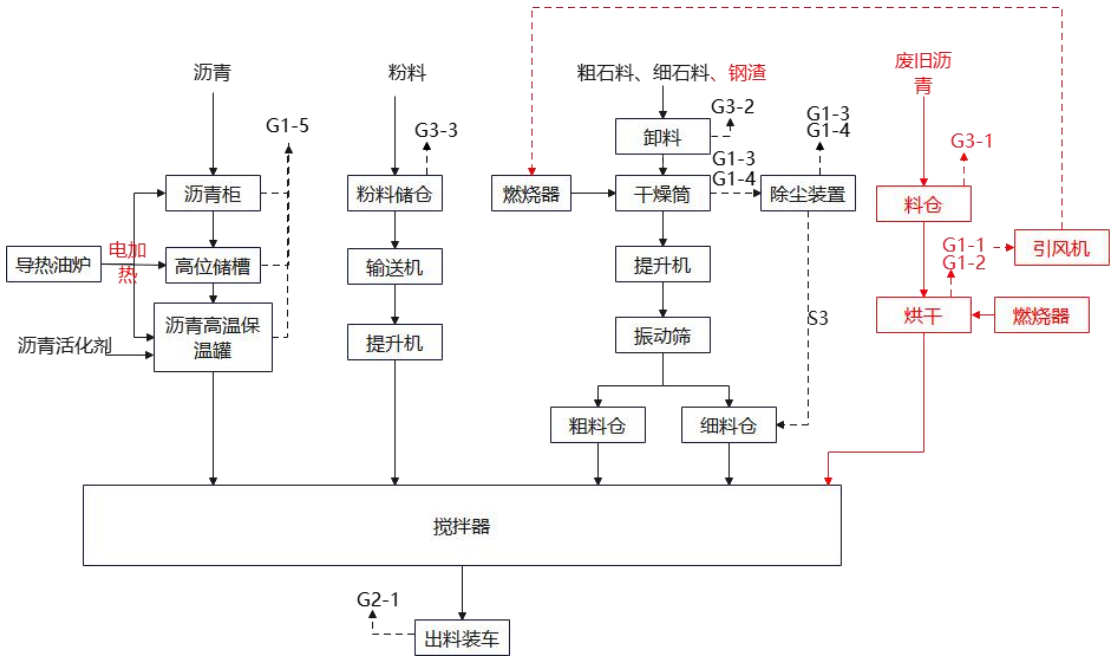 沥青
粉料
粗石料、细石料、钢渣
废旧沥
青
G1-5
G3-3
G3-2
G1-3
G1-4
G3-1
卸料
G1-3
G1-4
沥青柜
粉料储仓
燃烧器
干燥筒
除尘装置
料仓
导热油炉
电加
热
高位储槽
输送机
提升机
G1-1
G1-2
引风机
沥青活化剂
沥青高温保
温罐
提升机
振动筛
S3
烘干
燃烧器
粗料仓
细料仓
搅拌器
G2-1
出料装车